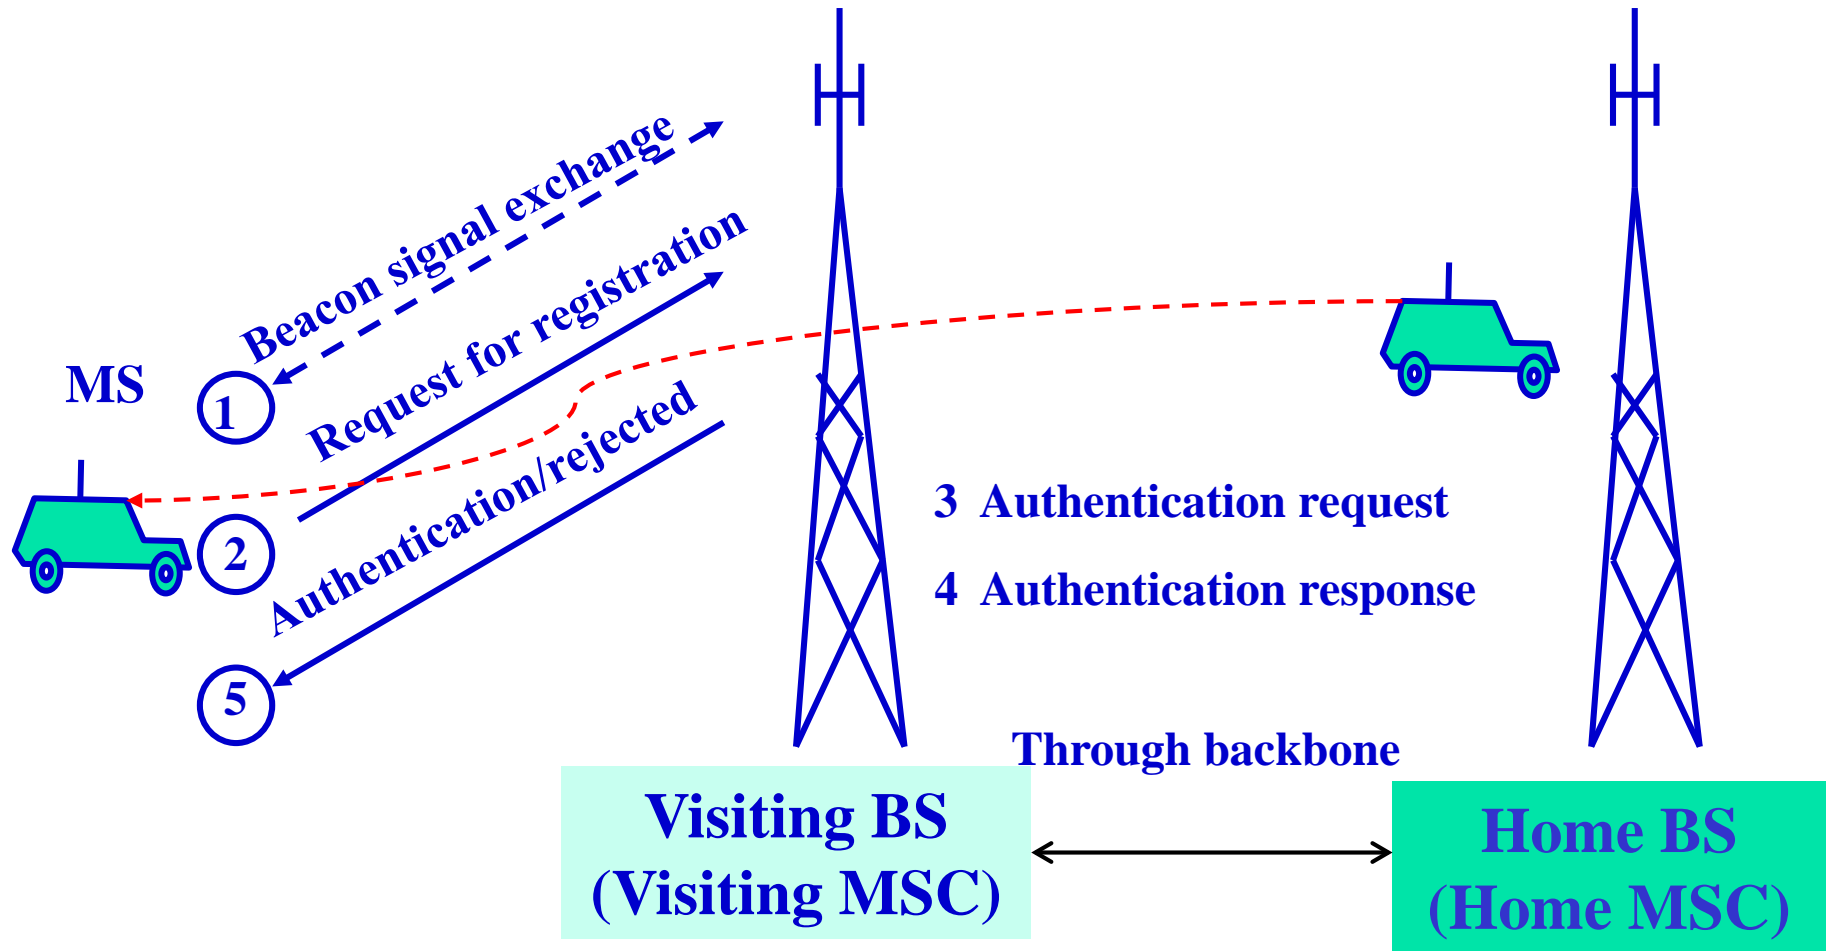 Beacon signal exchange
Request for registration
MS
1
Authentication/rejected
3 Authentication request
2
4 Authentication response
5
Through backbone
Visiting BS
(Visiting MSC)
Home BS
(Home MSC)